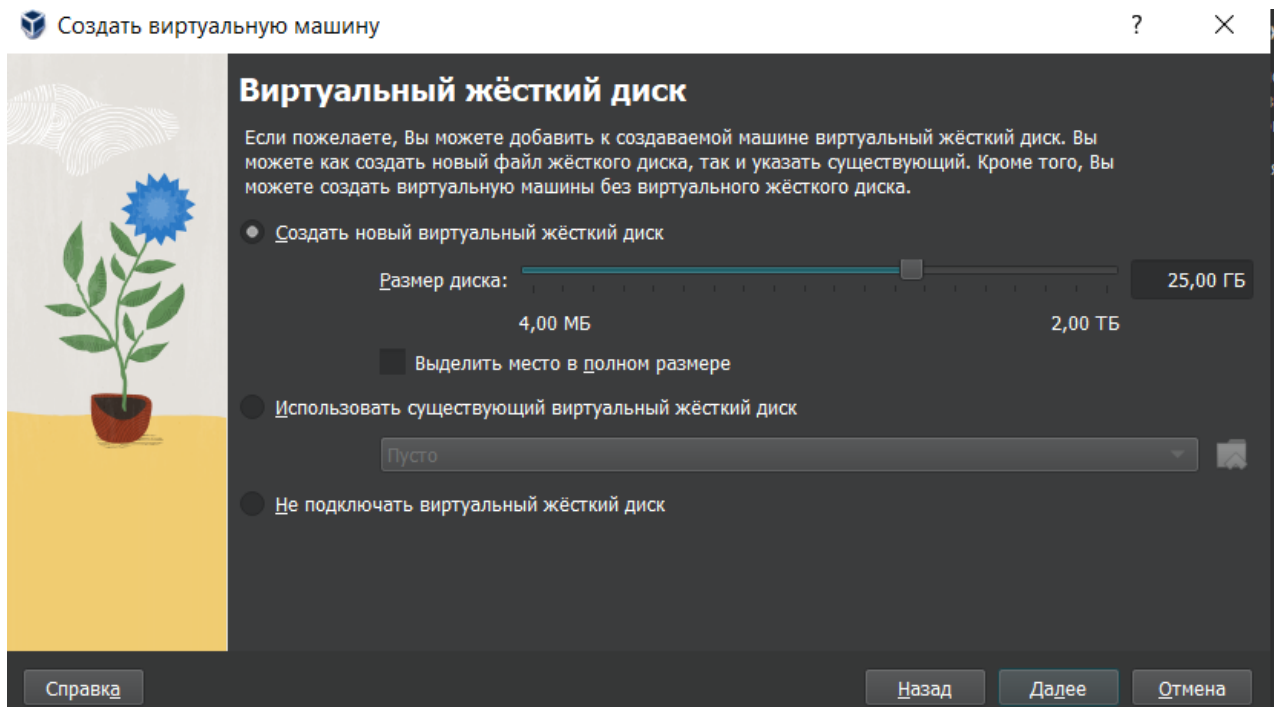 Создать виртуальную машину
?
Виртуальный жёсткий диск
Если пожелаете, Вы можете добавить к создаваемой машине виртуальный жёсткий диск. Вы
можете как создать новый файл жёсткого диска, так и указать существующий. Кроме того, Вы
можете создать виртуальную машины без виртуального жёсткого диска.
Создать новый виртуальный жёсткий диск
Размер диска:
25,00 ГБ
4,00 МБ
2,00 ТБ
Выделить место в полном размере
Использовать существующий виртуальный жёсткий диск
Пусто
Не подключать виртуальный жёсткий диск
Справка
Назад
Далее
Отмена